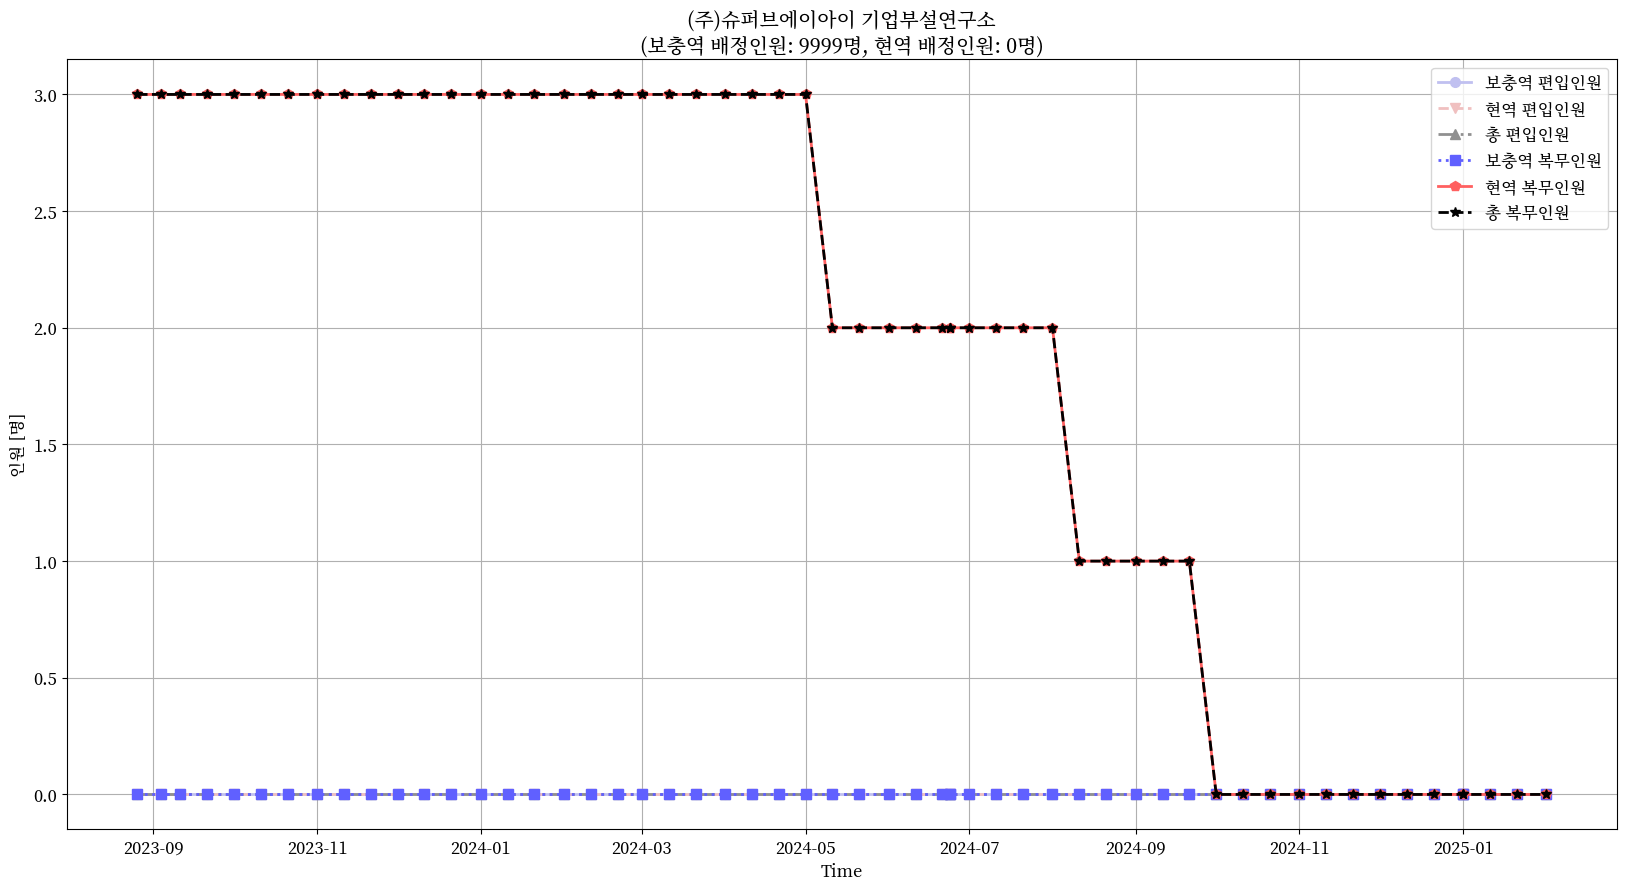 (주)슈퍼브에이아이 기업부설연구소
(보충역 배정인원: 9999명, 현역 배정인원: 0명)
보충역 편입인원
현역 편입인원
총 편입인원
보충역 복무인원
현역 복무인원
총 복무인원
인원 [명]
3.0
2.5
2.0
1.5
1.0
0.5
0.0
2023-09
2023-11
2024-01
2024-03
2024-05
2024-07
2024-09
2024-11
2025-01
Time